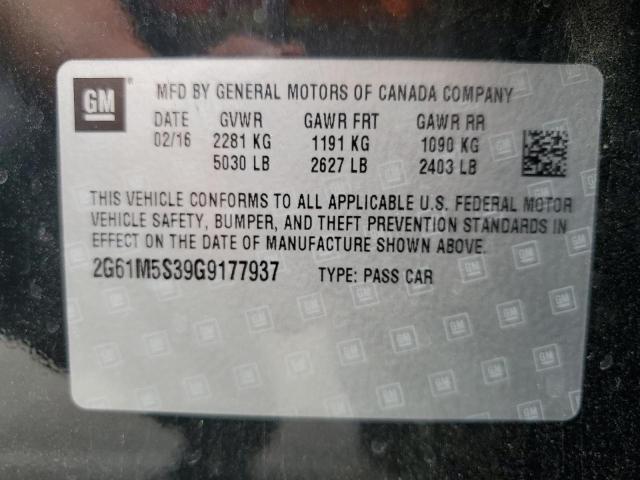 GM ® MFD BY GENERAL MOTORS OF CANADA COMPANY
DATE GVWR GAWR FRT GAWR RR
02/16 2281 KG 1191 KG 1090 KG
5030 LB 2627 LB 2403 LB
THIS VEHICLE CONFORMS TO ALL APPLICABLE U.S. FEDERAL MOTOR
VEHICLE SAFETY, BUMPER, AND THEFT PREVENTION STANDARDS IN
EFFECT ON THE DATE OF MANUFACTURE SHOWN ABOVE.
2G61M5S39G9177937 TYPE: PASS CAR